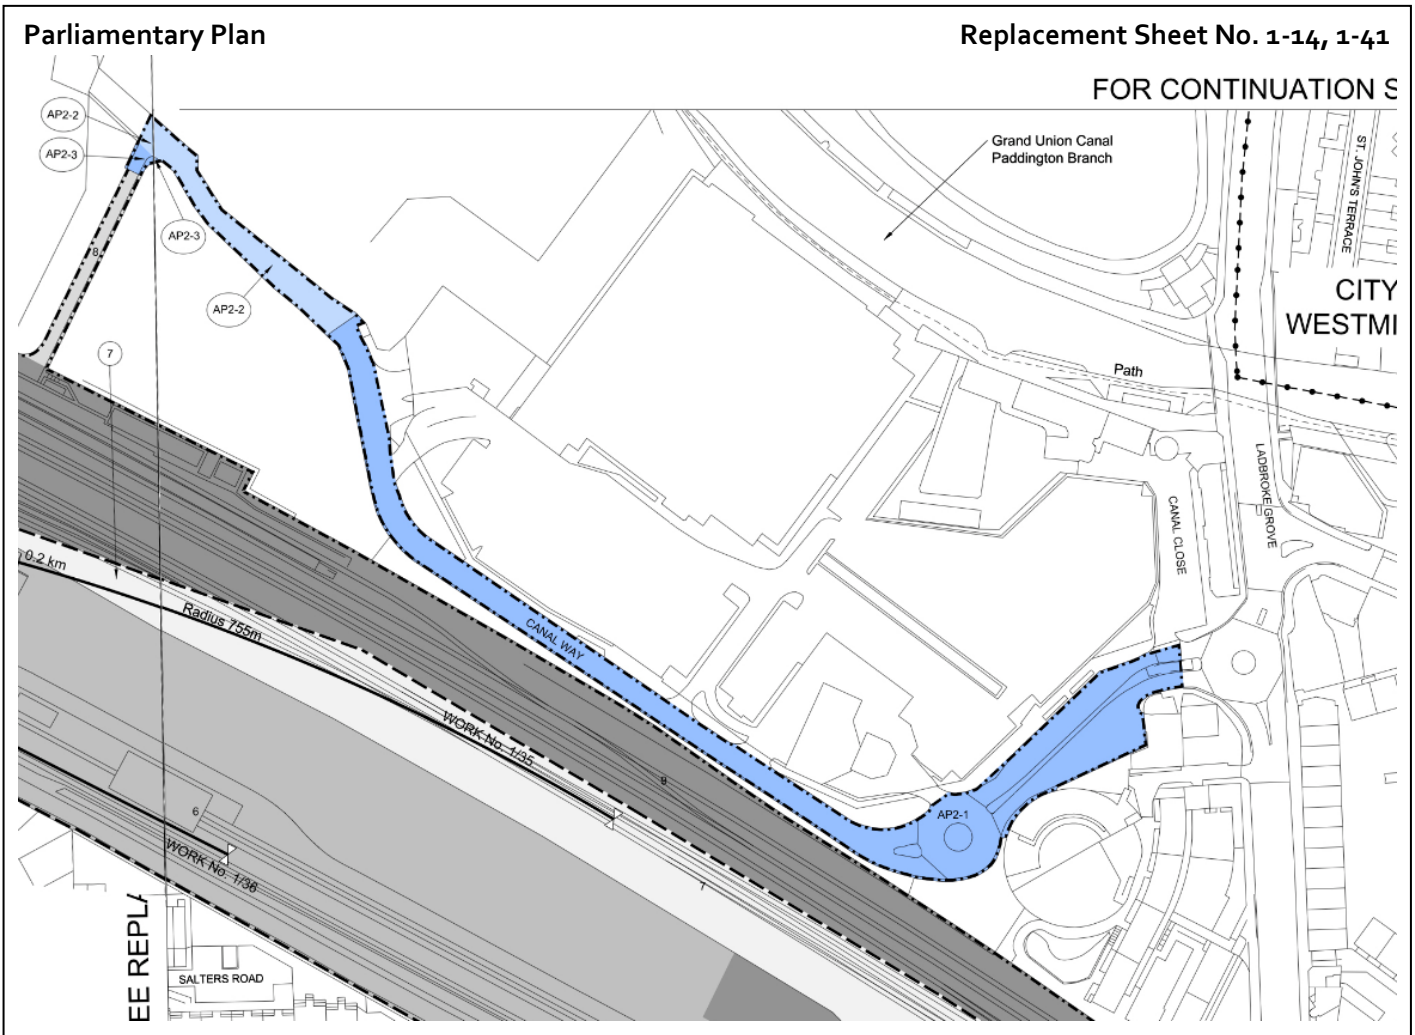 Parliamentary Plan
Replacement Sheet No. 1-14, 1-41
FOR CONTINUATION S
AP2-2
AP2-3
Grand Union Canal
Paddington Branch
ST. JOHN'S TERRACE
AP2-3
8
CITY
WESTMI
AP2-2
7
Path
LADBROKE GROVE
CANAL CLOSE
0.2 km
Radius 755m
CANAL WAY
WORK No. 1/35
9
6
AP2-1
WORK No. 1/36
7
EE REPLA
SALTERS ROAD